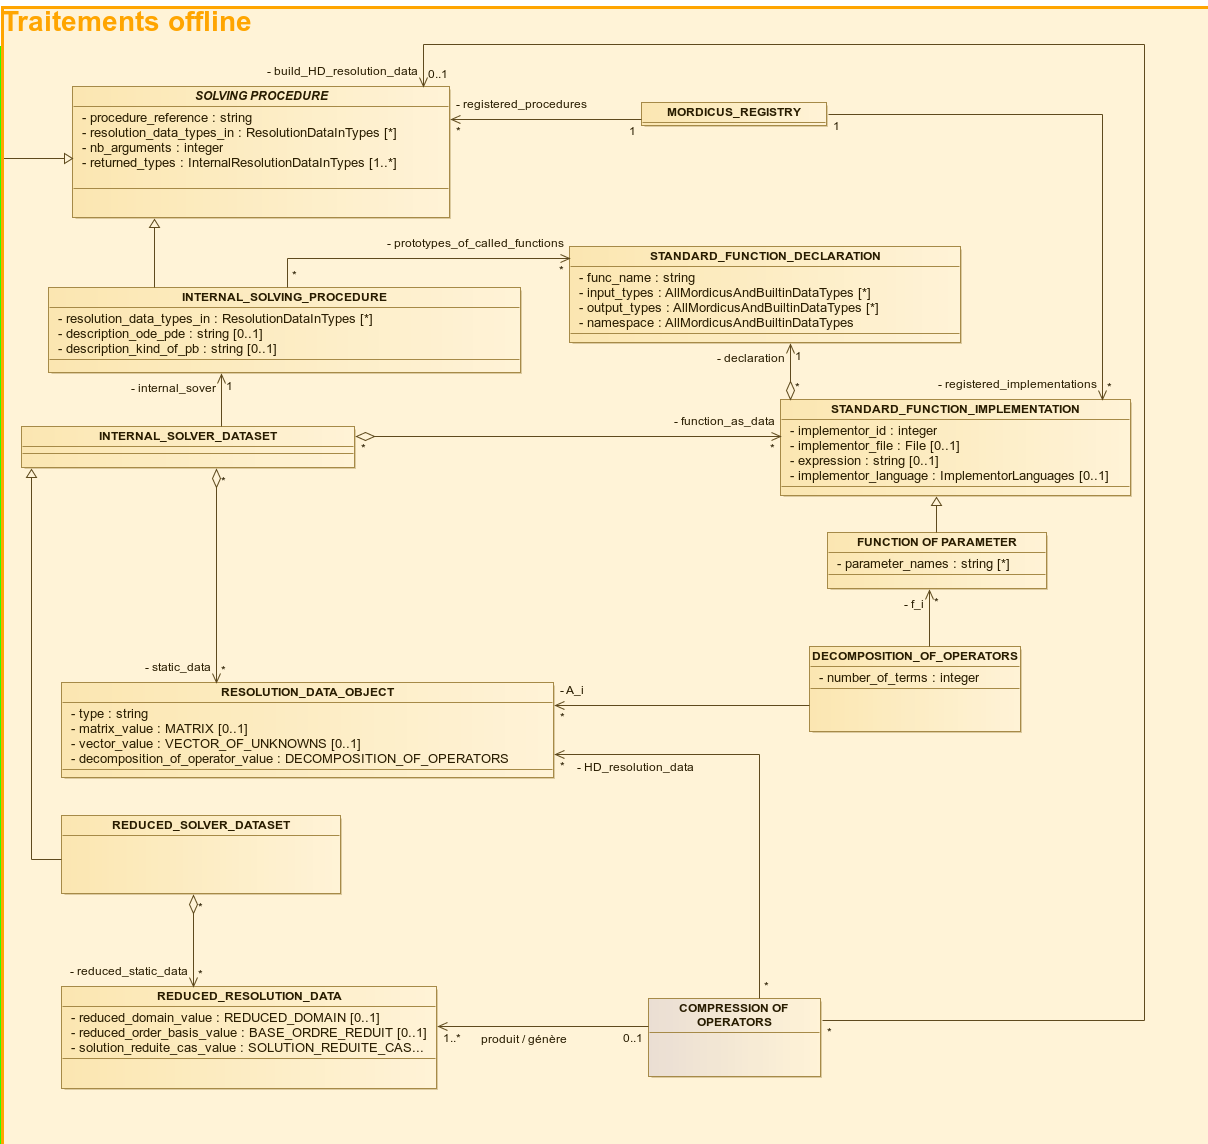 Traitements offline
- build_HD_resolution_data
0..1
SOLVING PROCEDURE
- procedure_reference : string
- resolution_data_types_in : ResolutionDataInTypes [*]
- nb_arguments : integer
- returned_types : InternalResolutionDataInTypes [1..*]
- registered_procedures
*
1
MORDICUS_REGISTRY
1
- prototypes_of_called_functions
*
*
STANDARD_FUNCTION_DECLARATION
- func_name : string
- input_types : AllMordicusAndBuiltinDataTypes [*]
- output_types : AllMordicusAndBuiltinDataTypes [*]
- namespace : AllMordicusAndBuiltinDataTypes
INTERNAL_SOLVING_PROCEDURE
- resolution_data_types_in : ResolutionDataInTypes [*]
- description_ode_pde : string [0..1]
- description_kind_of_pb : string [0..1]
- declaration
1
*
- internal_sover
1
- registered_implementations
*
INTERNAL_SOLVER_DATASET
*
- function_as_data
*
STANDARD_FUNCTION_IMPLEMENTATION
- implementor_id : integer
- implementor_file : File [0..1]
- expression : string [0..1]
- implementor_language : ImplementorLanguages [0..1]
*
FUNCTION OF PARAMETER
- parameter_names : string [*]
- f_i
*
DECOMPOSITION_OF_OPERATORS
- number_of_terms : integer
- static_data
*
RESOLUTION_DATA_OBJECT
- type : string
- matrix_value : MATRIX [0..1]
- vector_value : VECTOR_OF_UNKNOWNS [0..1]
- decomposition_of_operator_value : DECOMPOSITION_OF_OPERATORS
- A_i
*
*
- HD_resolution_data
REDUCED_SOLVER_DATASET
*
- reduced_static_data
*
REDUCED_RESOLUTION_DATA
- reduced_domain_value : REDUCED_DOMAIN [0..1]
- reduced_order_basis_value : BASE_ORDRE_REDUIT [0..1]
- solution_reduite_cas_value : SOLUTION_REDUITE_CAS...
1..*
produit / génère
0..1
*
COMPRESSION OF
OPERATORS
*